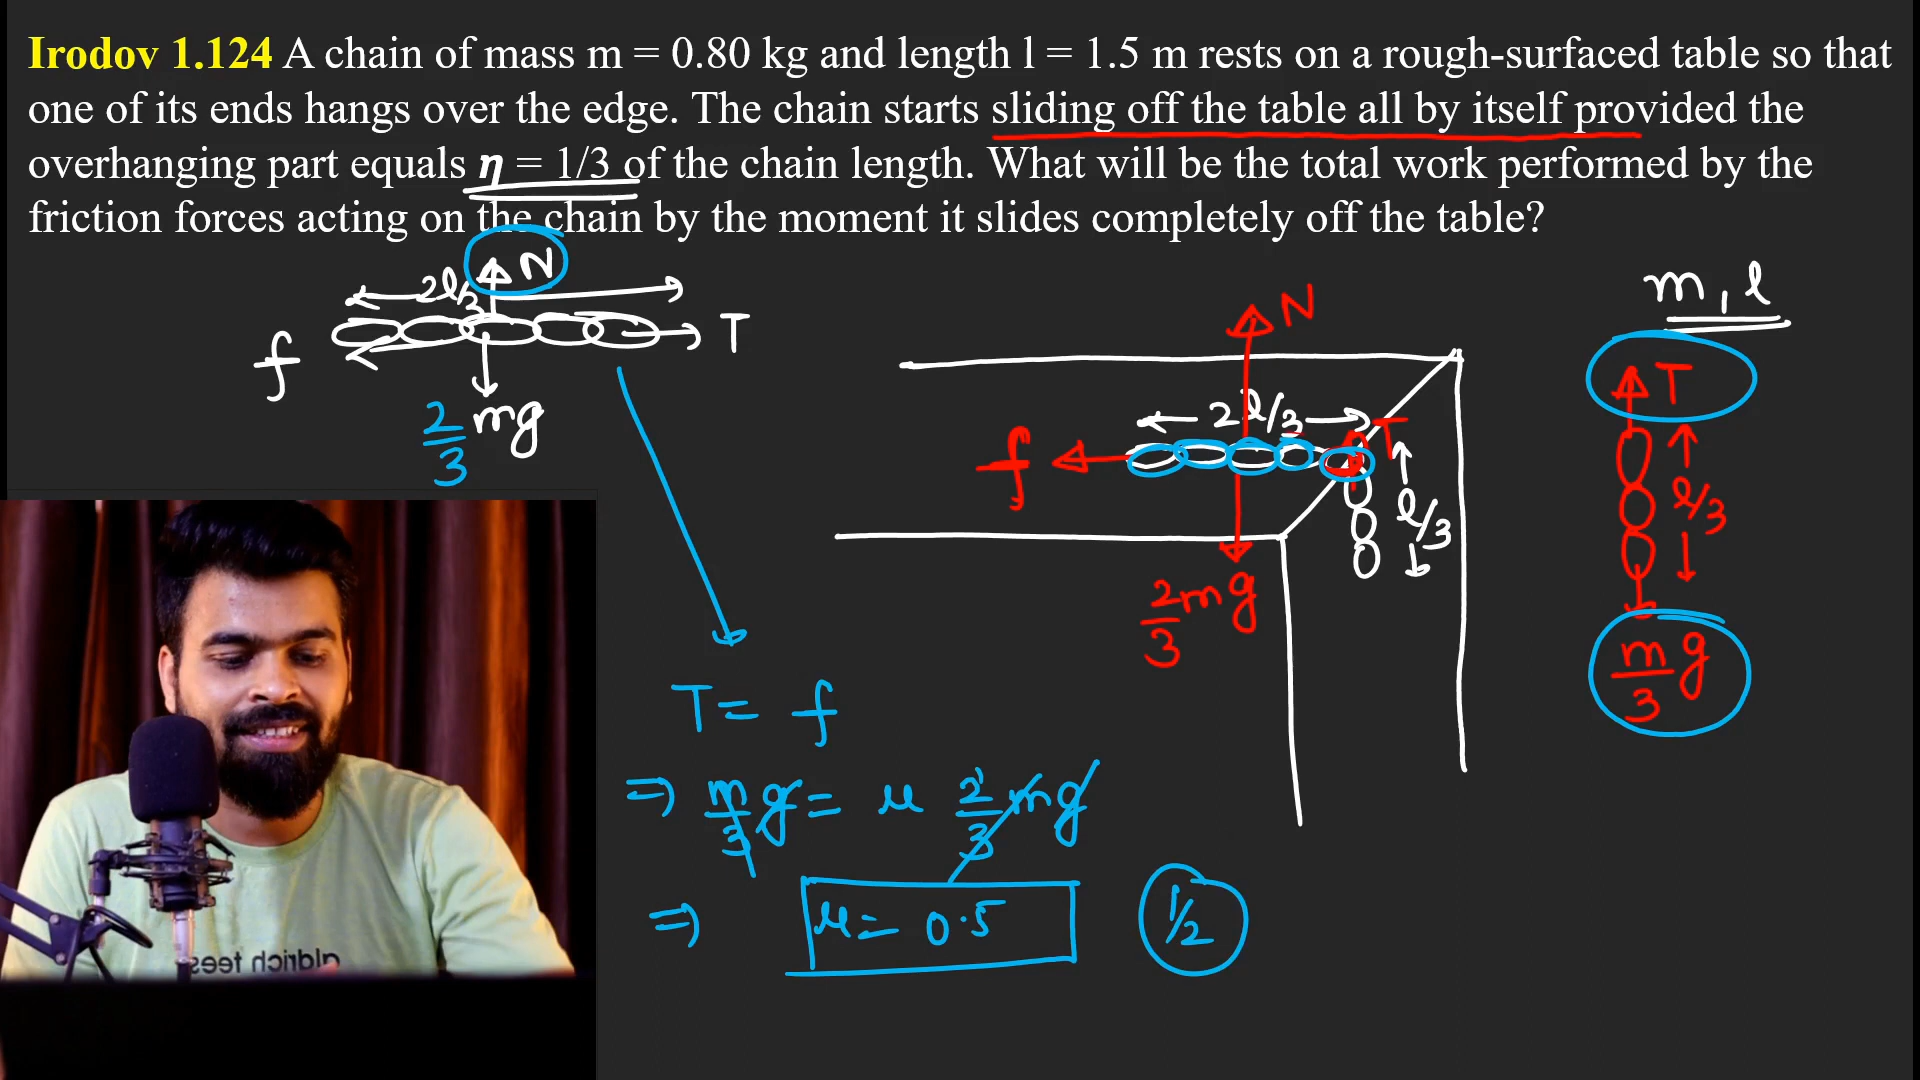 Irodov 1.124 A chain of mass m = 0.80 kg and length l = 1.5 m rests on a rough-surfaced table so that
one of its ends hangs over the edge. The chain starts sliding off the table all by itself provided the
overhanging part equals η = 1/3 of the chain length. What will be the total work performed by the
friction forces acting on the chain by the moment it slides completely off the table?
N
2l/3
f
T
2/3 mg
N
m, l
T
2l/3
T
f
l/3
l/3
2/3 mg
m/3 g
T = f
⇒ m/3 g = μ 2/3 mg
⇒ μ = 0.5
1/2
aldrich tees